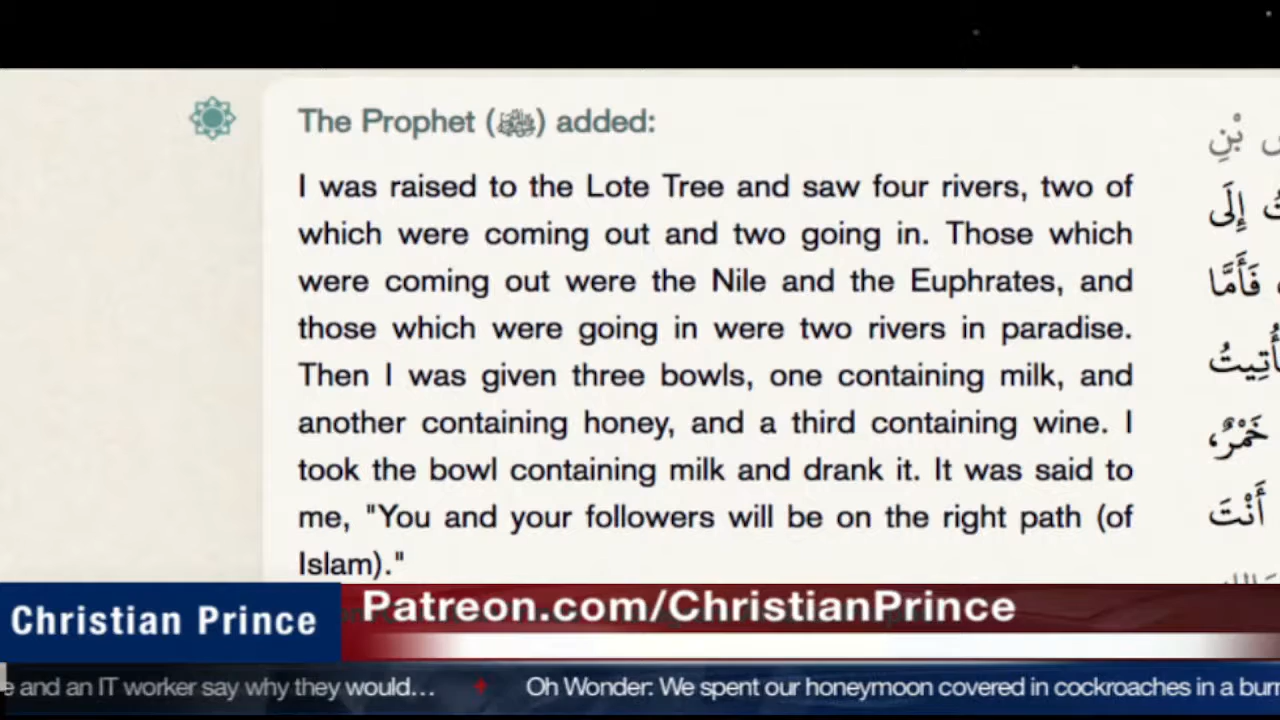 The Prophet (ﷺ) added:
I was raised to the Lote Tree and saw four rivers, two of
which were coming out and two going in. Those which
were coming out were the Nile and the Euphrates, and
those which were going in were two rivers in paradise.
Then I was given three bowls, one containing milk, and
another containing honey, and a third containing wine. I
took the bowl containing milk and drank it. It was said to
me, "You and your followers will be on the right path (of
Islam)."
بْنِ
إِلَى
فَأَمَّا
خَمْرٌ،
أَنْتَ
Christian Prince
Patreon.com/ChristianPrince
e and an IT worker say why they would... Oh Wonder: We spent our honeymoon covered in cockroaches in a burr